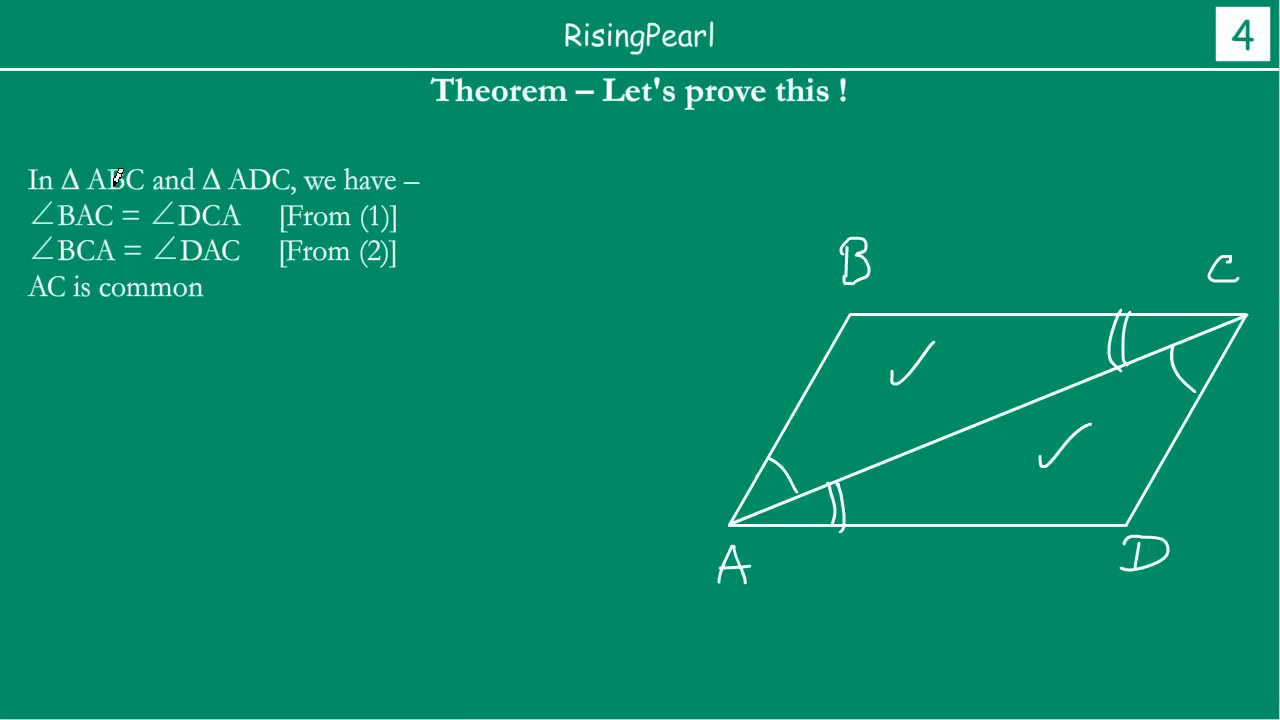 RisingPearl
4
Theorem – Let's prove this !
In Δ ABC and Δ ADC, we have –
∠BAC = ∠DCA [From (1)]
∠BCA = ∠DAC [From (2)]
AC is common
B
C
A
D